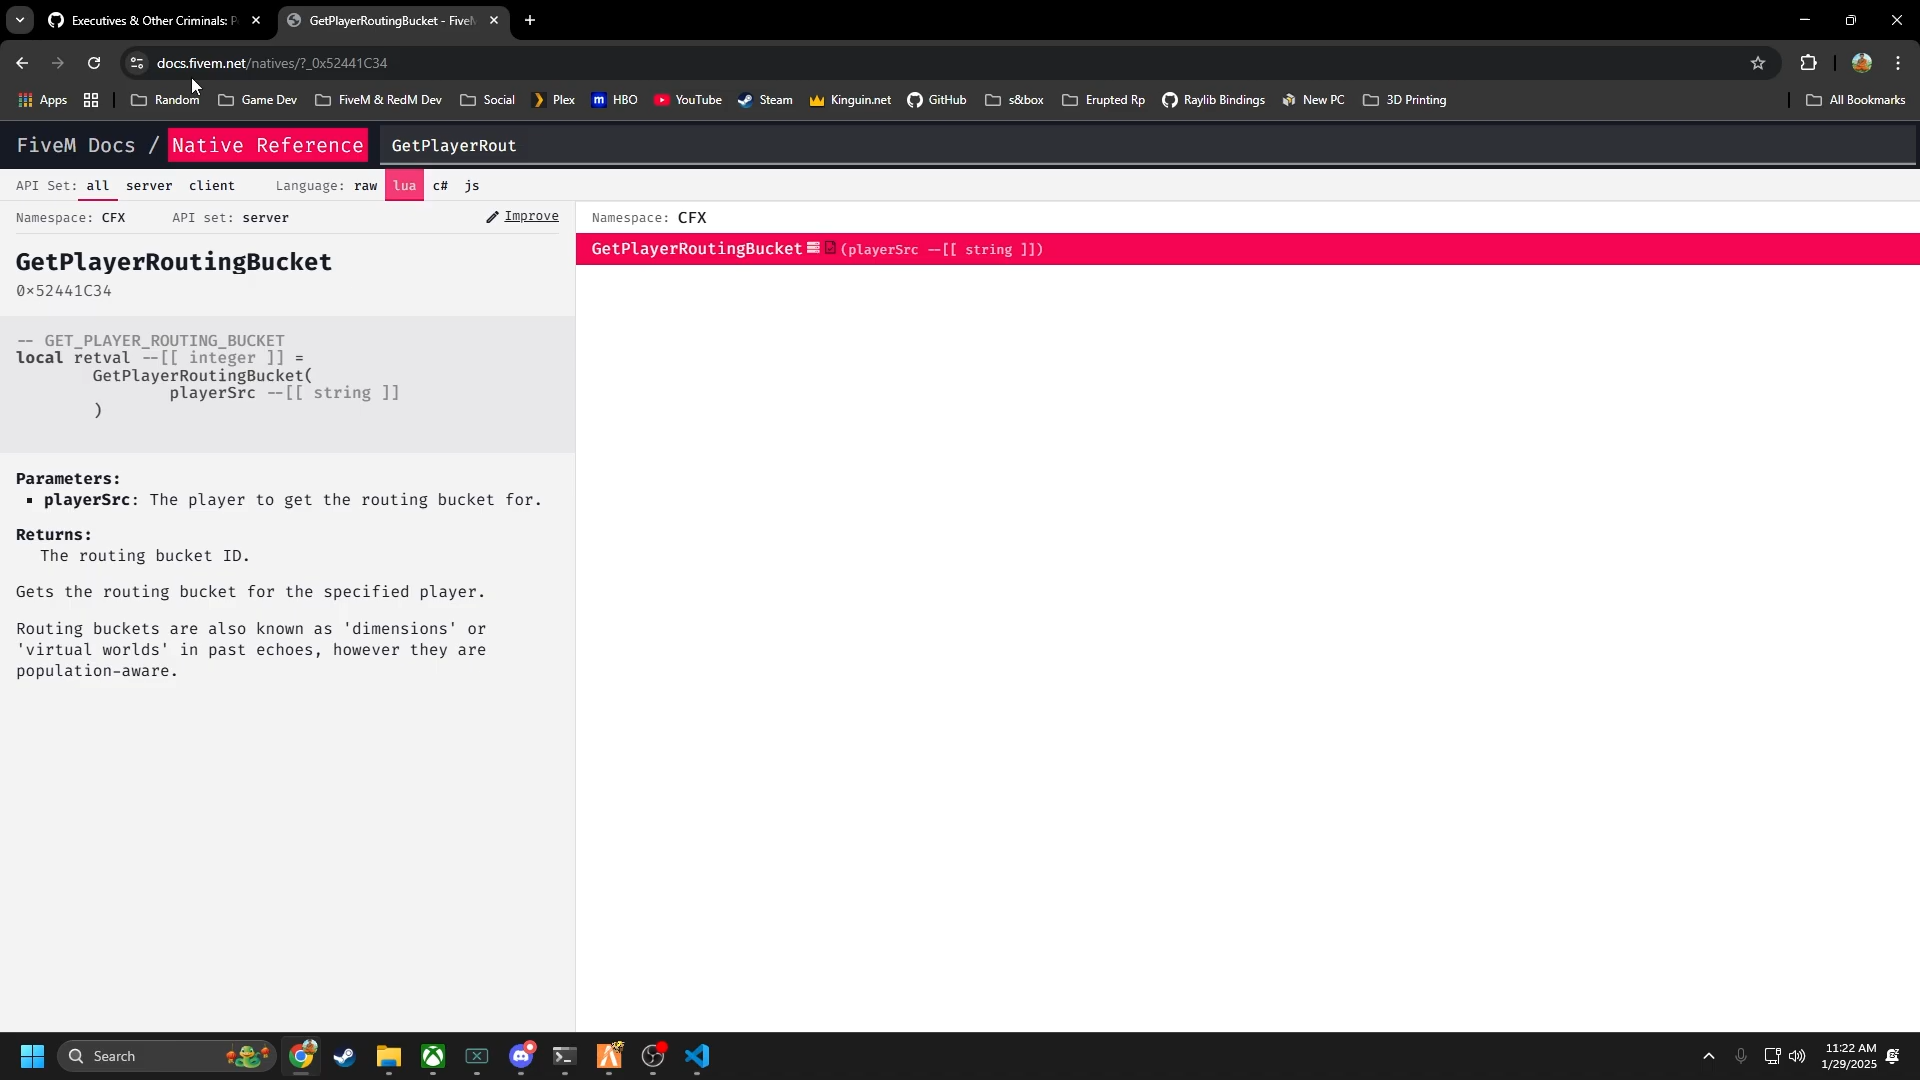 Executives & Other Criminals: P
GetPlayerRoutingBucket - FiveM
docs.fivem.net/natives/?_0x52441C34
Apps
Random
Game Dev
FiveM & RedM Dev
Social
Plex
m HBO
YouTube
Steam
Kinguin.net
GitHub
s&box
Erupted Rp
Raylib Bindings
New PC
3D Printing
All Bookmarks
FiveM Docs / Native Reference
GetPlayerRout
API Set: all server client Language: raw lua c# js
Namespace: CFX API set: server Improve
GetPlayerRoutingBucket
0×52441C34
-- GET_PLAYER_ROUTING_BUCKET
local retval --[[ integer ]] =
GetPlayerRoutingBucket(
playerSrc --[[ string ]]
)
Parameters:
▪ playerSrc: The player to get the routing bucket for.
Returns:
The routing bucket ID.
Gets the routing bucket for the specified player.
Routing buckets are also known as 'dimensions' or
'virtual worlds' in past echoes, however they are
population-aware.
Namespace: CFX
GetPlayerRoutingBucket (playerSrc --[[ string ]])
Search
11:22 AM
1/29/2025